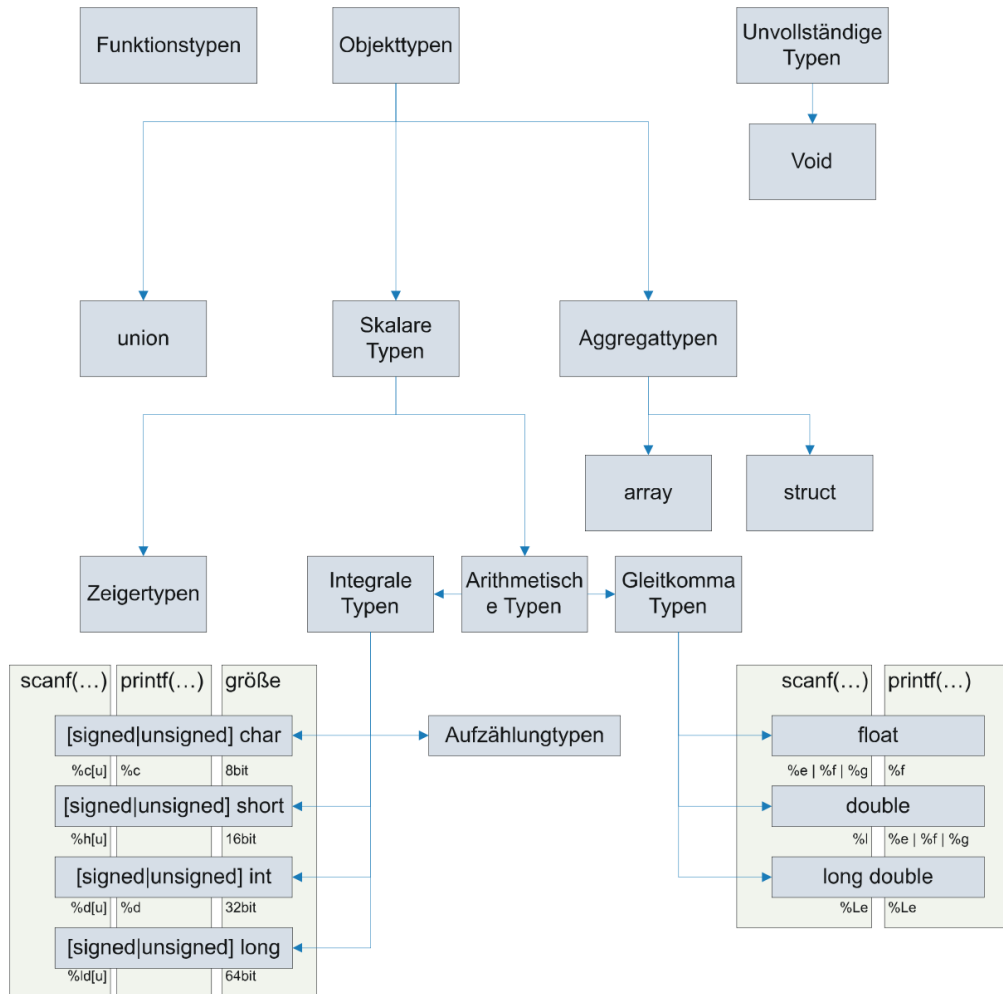 Funktionstypen
Objekttypen
Unvollständige
Typen
Void
union
Skalare
Typen
Aggregattypen
array
struct
Zeigertypen
Integrale
Typen
Arithmetisch
e Typen
Gleitkomma
Typen
scanf(...) printf(...) größe
[signed|unsigned] char
%c[u] %c 8bit
[signed|unsigned] short
%h[u] 16bit
[signed|unsigned] int
%d[u] %d 32bit
[signed|unsigned] long
%ld[u] 64bit
Aufzählungtypen
scanf(...) printf(...)
float
%e | %f | %g %f
double
%l %e | %f | %g
long double
%Le %Le